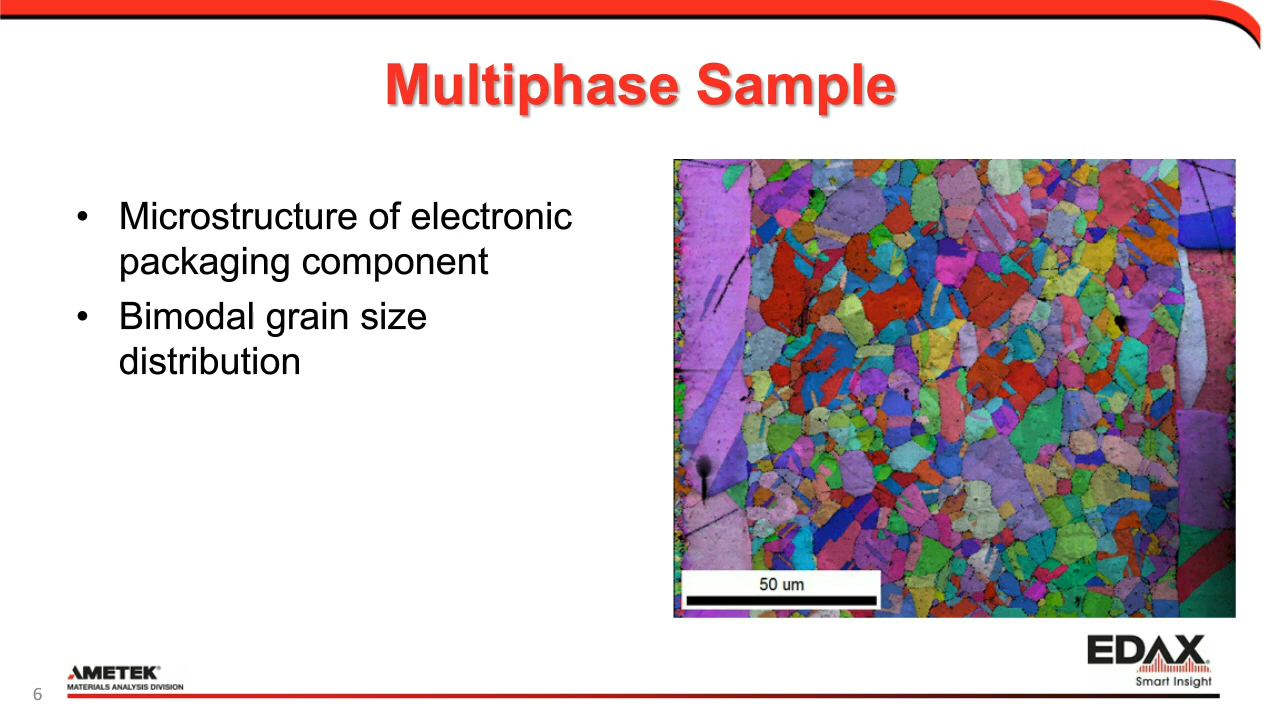 Multiphase Sample
• Microstructure of electronic
packaging component
• Bimodal grain size
distribution
50 um
6
AMETEK®
MATERIALS ANALYSIS DIVISION
EDAX
Smart Insight